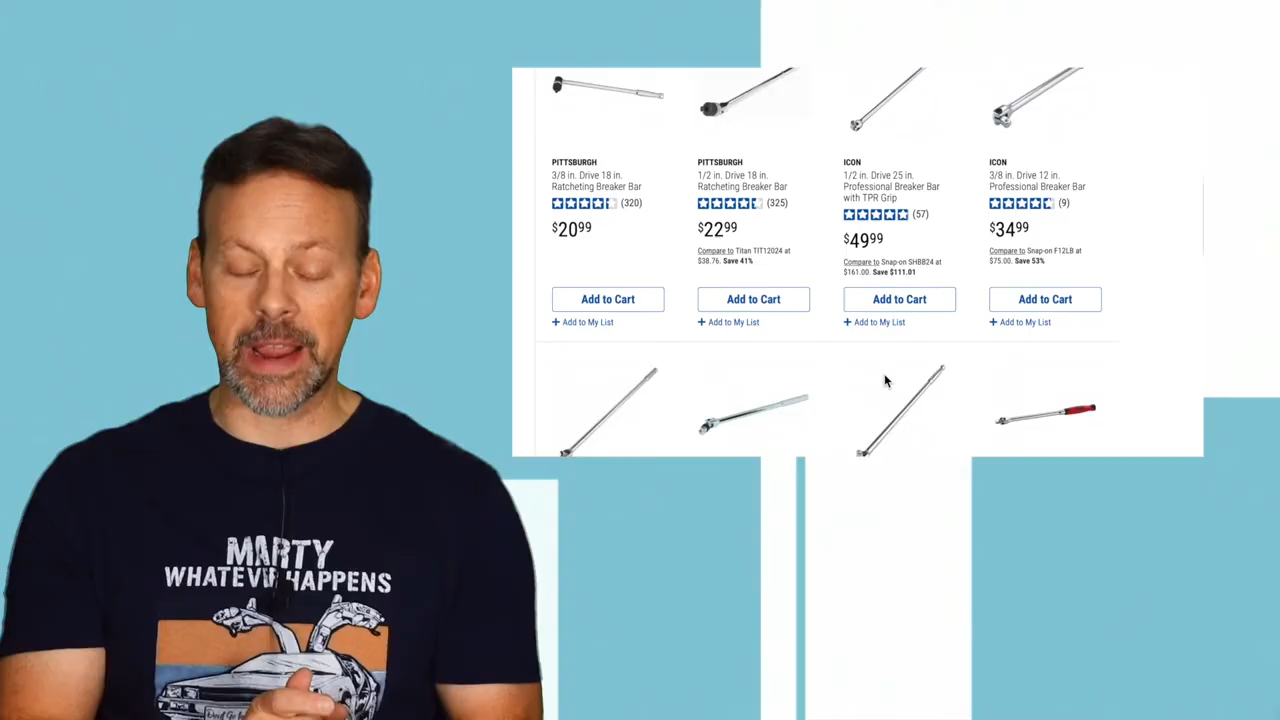 PITTSBURGH
3/8 in. Drive 18 in.
Ratcheting Breaker Bar
(320)
$20.99
Add to Cart
+ Add to My List
PITTSBURGH
1/2 in. Drive 18 in.
Ratcheting Breaker Bar
(325)
$22.99
Compare to Titan TIT12024 at
$38.76. Save 41%
Add to Cart
+ Add to My List
ICON
1/2 in. Drive 25 in.
Professional Breaker Bar
with TPR Grip
(57)
$49.99
Compare to Snap-on SHBB24 at
$161.00. Save $111.01
Add to Cart
+ Add to My List
ICON
3/8 in. Drive 12 in.
Professional Breaker Bar
(9)
$34.99
Compare to Snap-on F12LB at
$75.00. Save 53%
Add to Cart
+ Add to My List
MARTY
WHATEVER HAPPENS